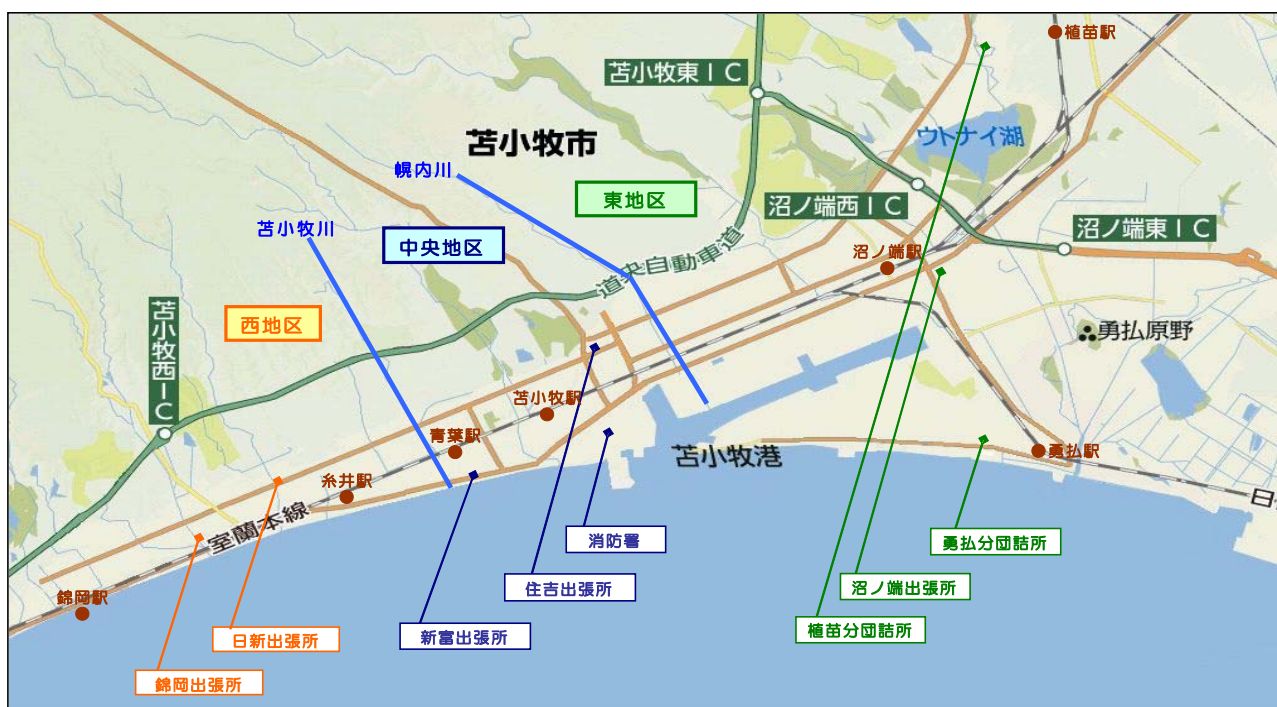 植苗駅
苫小牧東IC
ウトナイ湖
苫小牧市
幌内川
東地区
沼ノ端西IC
苫小牧川
中央地区
沼ノ端東IC
沼ノ端駅
道央自動車道
西地区
苫小牧西IC
勇払原野
苫小牧駅
青葉駅
苫小牧港
勇払駅
糸井駅
日
室蘭本線
消防署
勇払分団詰所
住吉出張所
沼ノ端出張所
錦岡駅
日新出張所
新富出張所
植苗分団詰所
錦岡出張所